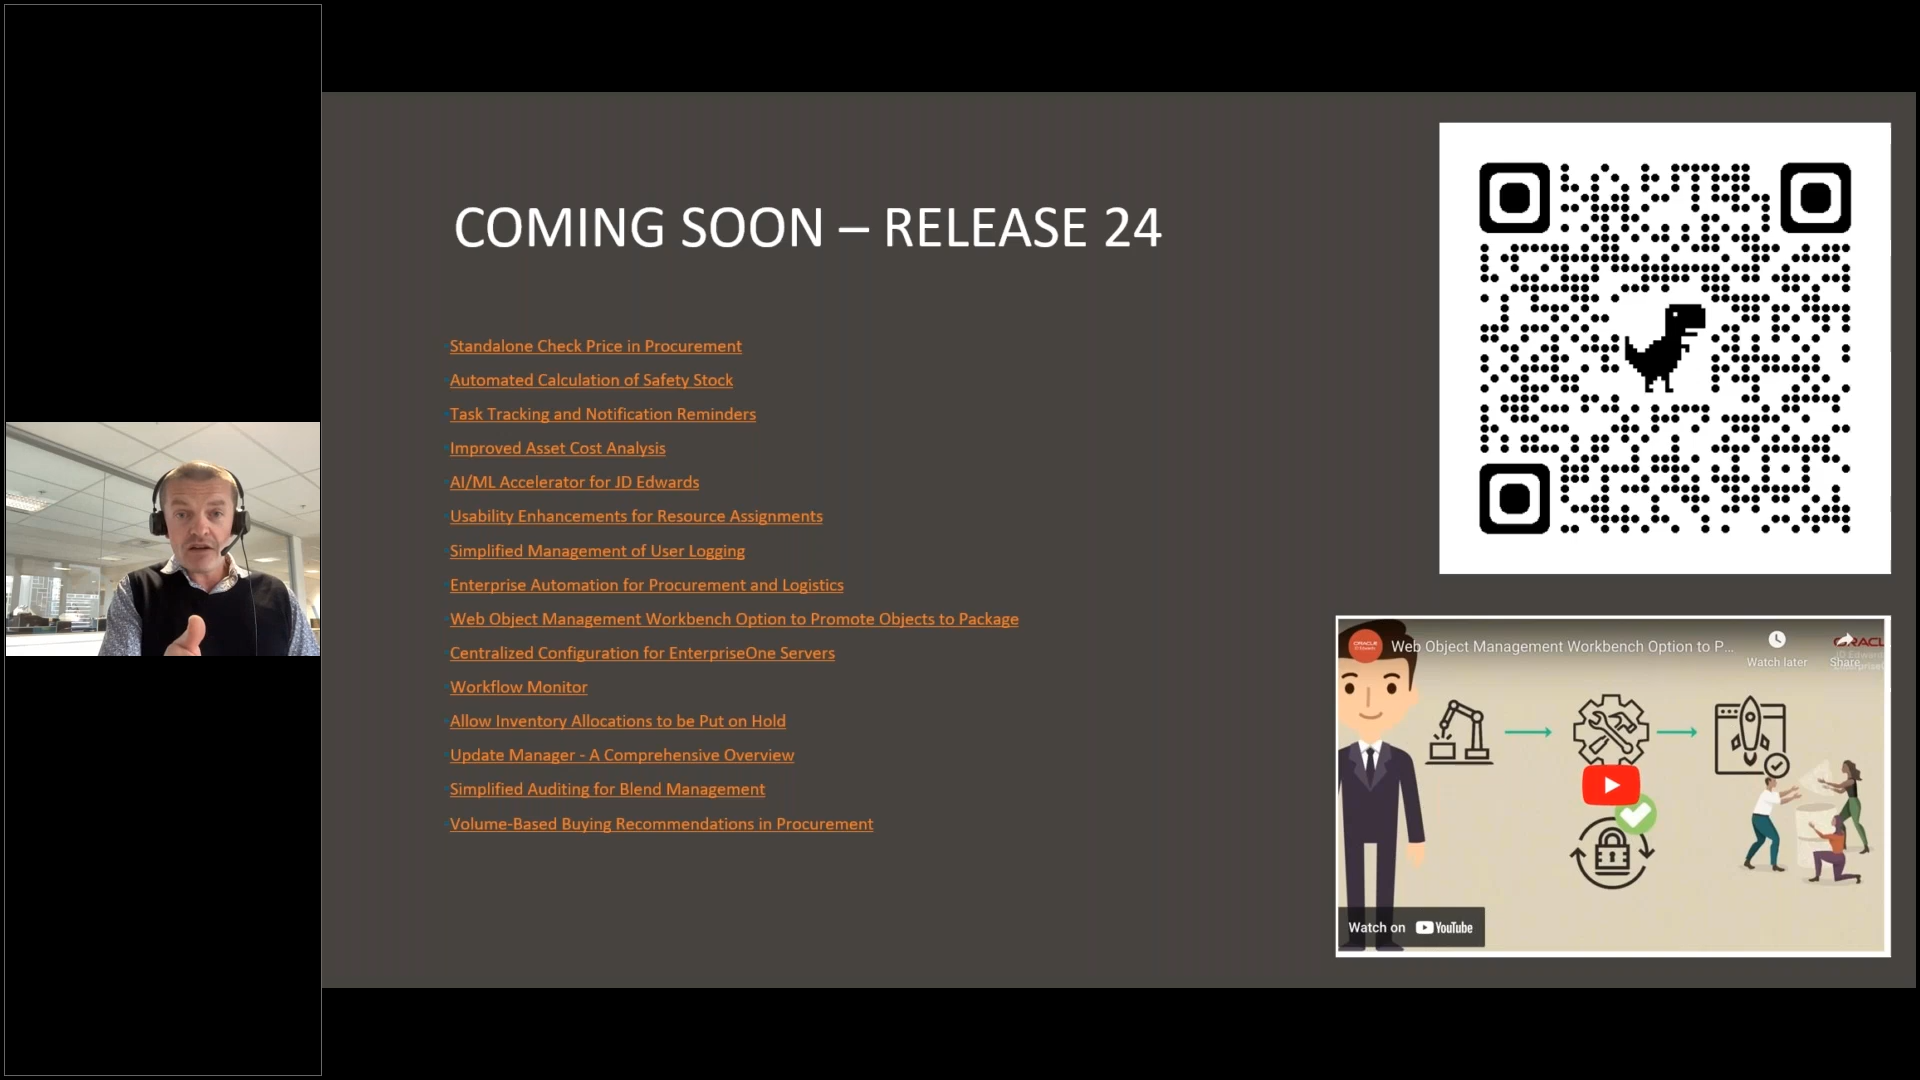 COMING SOON – RELEASE 24
Standalone Check Price in Procurement
Automated Calculation of Safety Stock
Task Tracking and Notification Reminders
Improved Asset Cost Analysis
AI/ML Accelerator for JD Edwards
Usability Enhancements for Resource Assignments
Simplified Management of User Logging
Enterprise Automation for Procurement and Logistics
Web Object Management Workbench Option to Promote Objects to Package
Centralized Configuration for EnterpriseOne Servers
Workflow Monitor
Allow Inventory Allocations to be Put on Hold
Update Manager - A Comprehensive Overview
Simplified Auditing for Blend Management
Volume-Based Buying Recommendations in Procurement
ORACLE
JD Edwards
Web Object Management Workbench Option to P...
Watch later
Share
Watch on YouTube